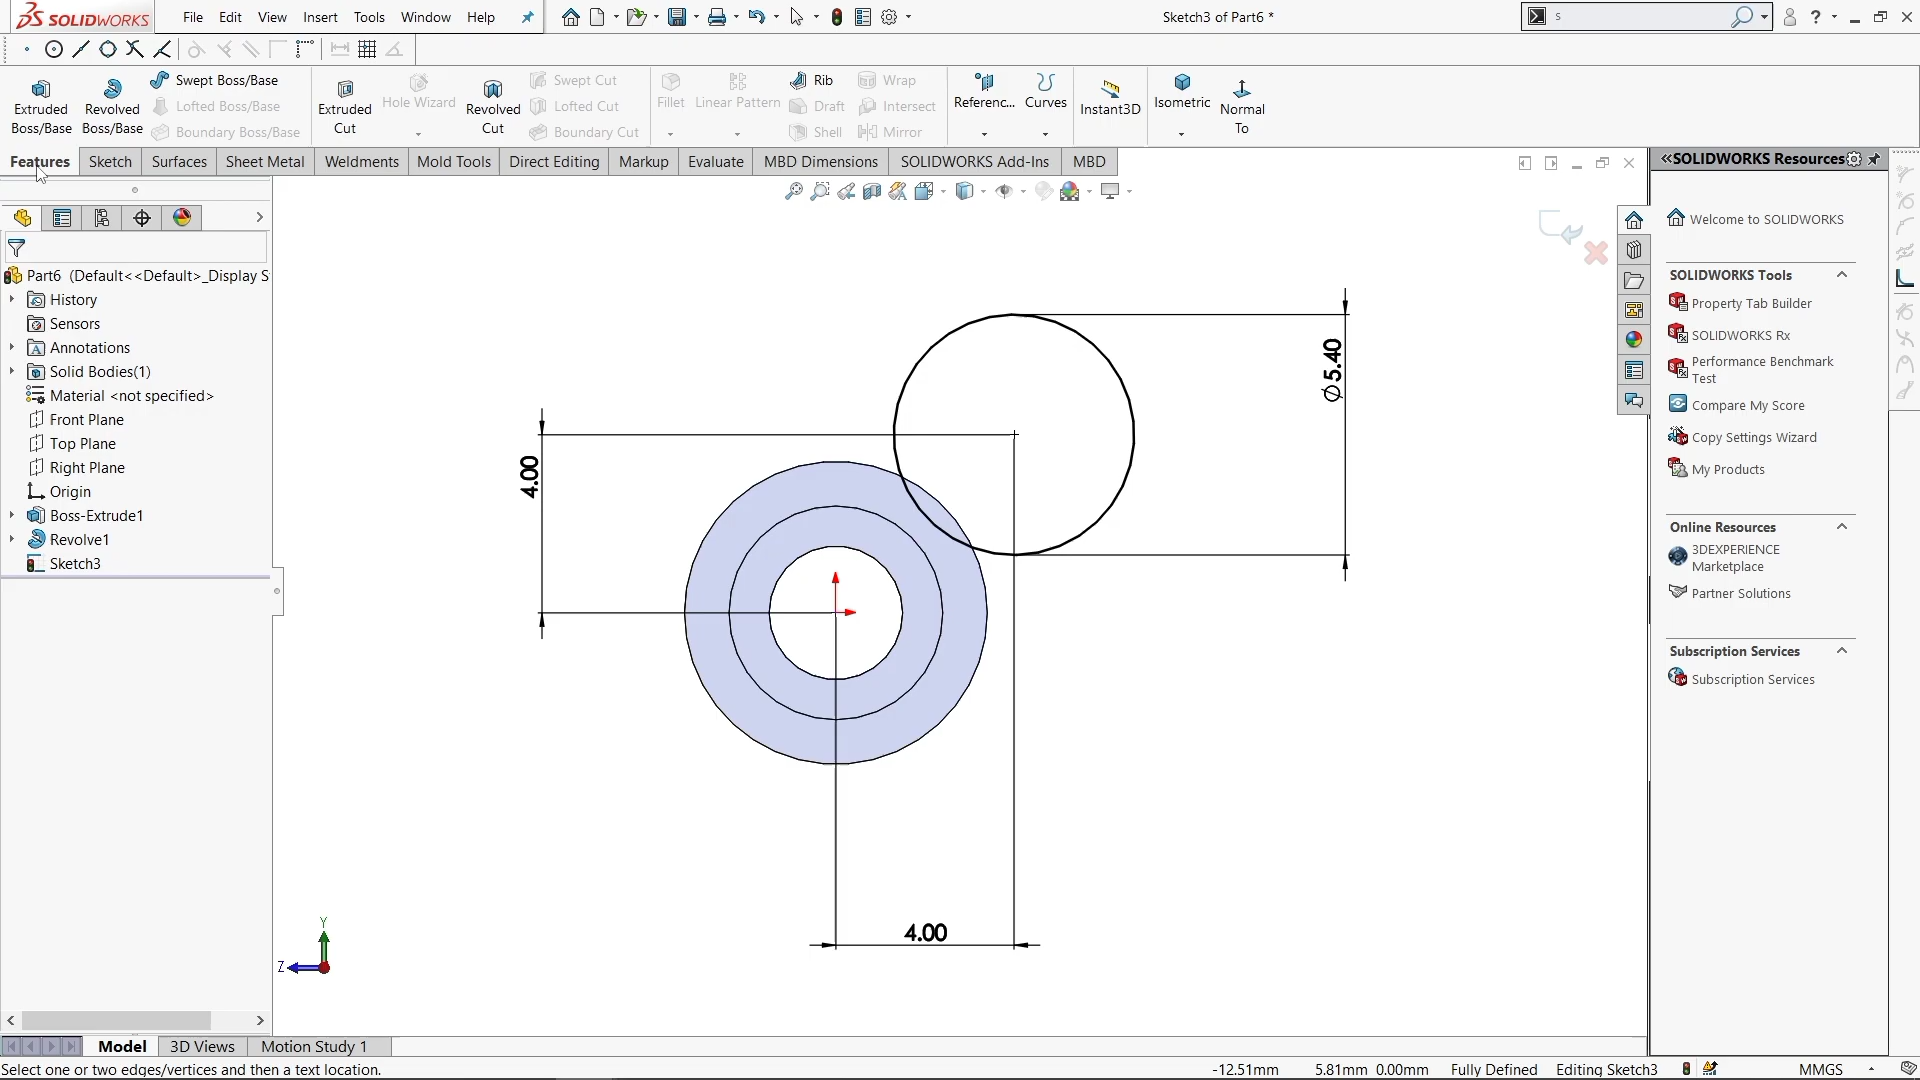 SOLIDWORKS File Edit View Insert Tools Window Help Sketch3 of Part6 * s ?
Extruded Boss/Base
Revolved Boss/Base
Swept Boss/Base
Lofted Boss/Base
Boundary Boss/Base
Extruded Cut
Hole Wizard
Revolved Cut
Swept Cut
Lofted Cut
Boundary Cut
Fillet
Linear Pattern
Rib
Draft
Shell
Wrap
Intersect
Mirror
Referenc...
Curves
Instant3D
Isometric
Normal To
Features Sketch Surfaces Sheet Metal Weldments Mold Tools Direct Editing Markup Evaluate MBD Dimensions SOLIDWORKS Add-Ins MBD
Part6 (Default<<Default>_Display S
History
Sensors
Annotations
Solid Bodies(1)
Material <not specified>
Front Plane
Top Plane
Right Plane
Origin
Boss-Extrude1
Revolve1
Sketch3
4.00
∅5.40
4.00
Y
Z
«SOLIDWORKS Resources
Welcome to SOLIDWORKS
SOLIDWORKS Tools
Property Tab Builder
SOLIDWORKS Rx
Performance Benchmark
Test
Compare My Score
Copy Settings Wizard
My Products
Online Resources
3DEXPERIENCE
Marketplace
Partner Solutions
Subscription Services
Subscription Services
Model 3D Views Motion Study 1
Select one or two edges/vertices and then a text location. -12.51mm 5.81mm 0.00mm Fully Defined Editing Sketch3 MMGS